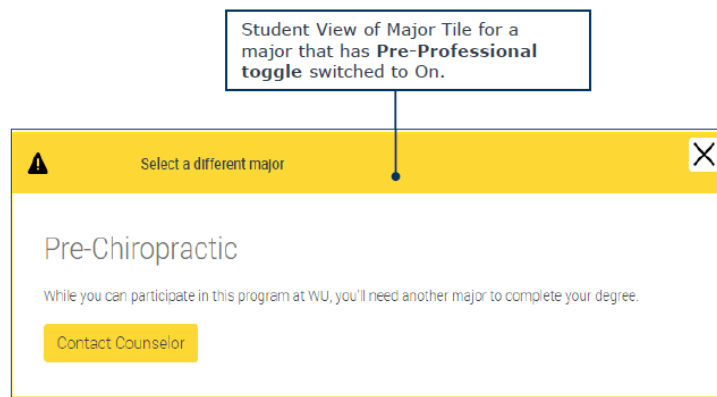 Student View of Major Tile for a
major that has Pre-Professional
toggle switched to On.
Select a different major
Pre-Chiropractic
While you can participate in this program at WU, you'll need another major to complete your degree.
Contact Counselor